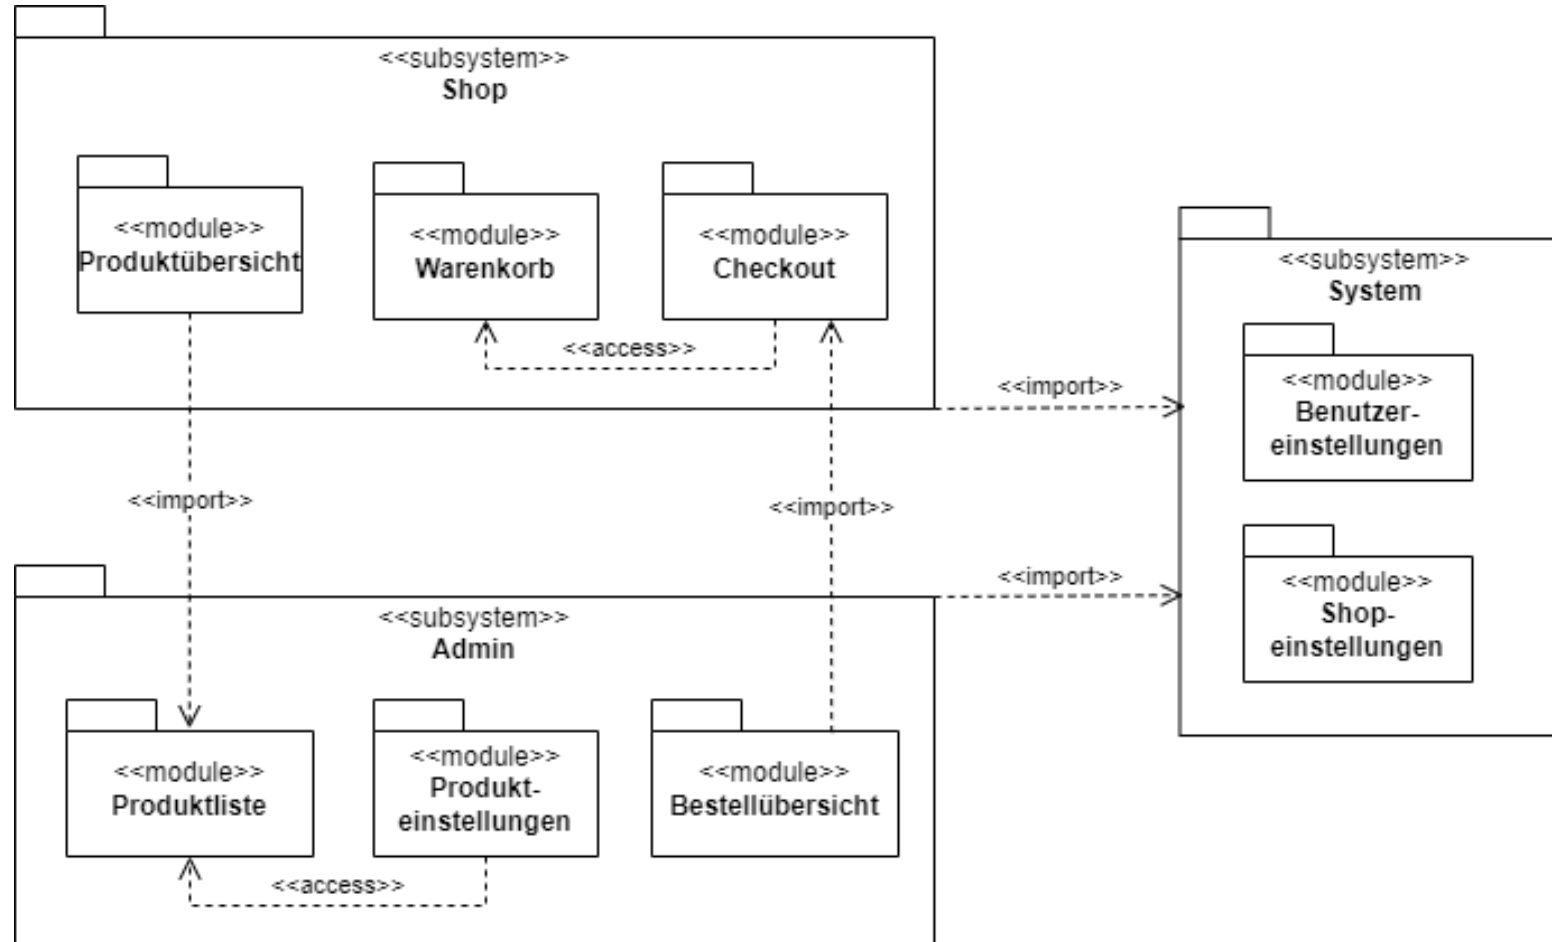 <<subsystem>>
Shop
<<module>>
Produktübersicht
<<module>>
Warenkorb
<<module>>
Checkout
<<access>>
<<import>>
<<import>>
<<import>>
<<import>>
<<subsystem>>
System
<<module>>
Benutzer-
einstellungen
<<module>>
Shop-
einstellungen
<<subsystem>>
Admin
<<module>>
Produktliste
<<module>>
Produkt-
einstellungen
<<module>>
Bestellübersicht
<<access>>